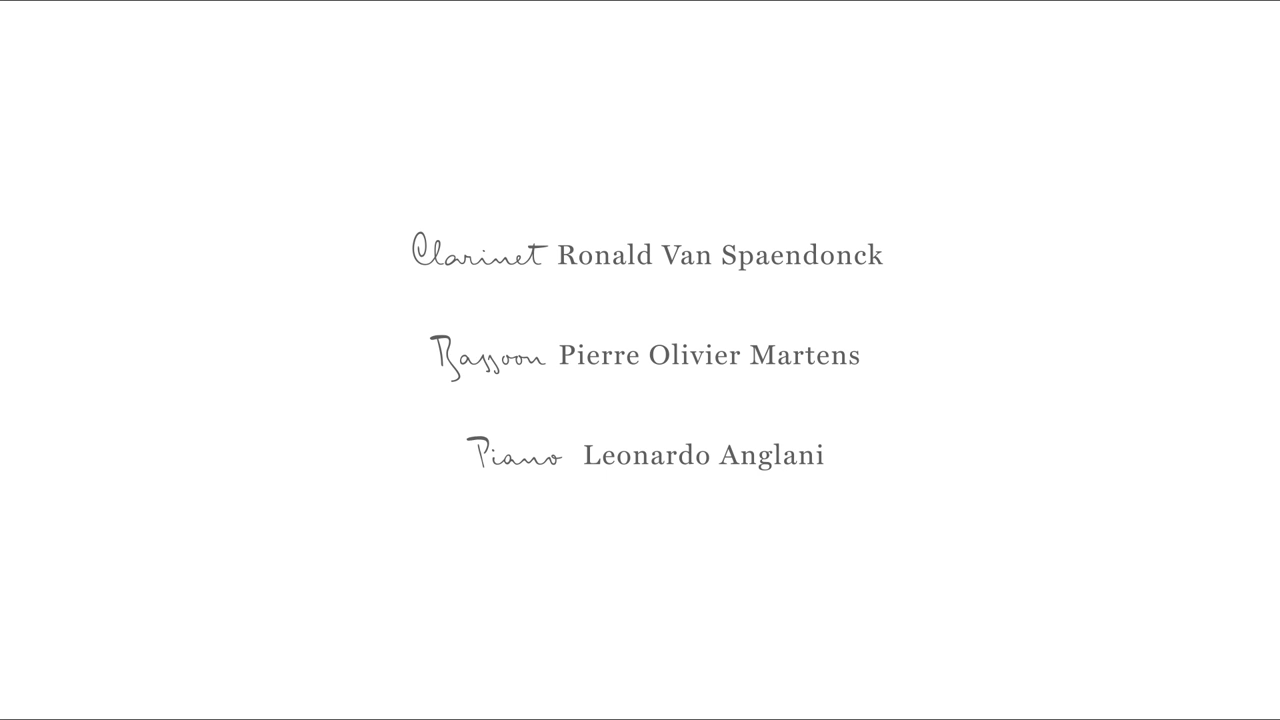 Clarinet Ronald Van Spaendonck
Bassoon Pierre Olivier Martens
Piano Leonardo Anglani